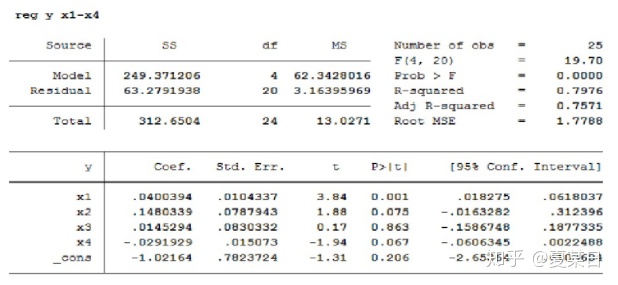 reg y x1-x4
Source SS df MS Number of obs = 25
F(4, 20) = 19.70
Model 249.371206 4 62.3428016 Prob > F = 0.0000
Residual 63.2791938 20 3.16395969 R-squared = 0.7976
Adj R-squared = 0.7571
Total 312.6504 24 13.0271 Root MSE = 1.7788
y Coef. Std. Err. t P>|t| [95% Conf. Interval]
x1 .0400394 .0104337 3.84 0.001 .018275 .0618037
x2 .1480339 .0787943 1.88 0.075 -.0163282 .312396
x3 .0145294 .0830332 0.17 0.863 -.1586748 .1877335
x4 -.0291929 .015073 -1.94 0.067 -.0606345 .0022488
_cons -1.02164 .7823724 -1.31 0.206
知乎 @夏荣白